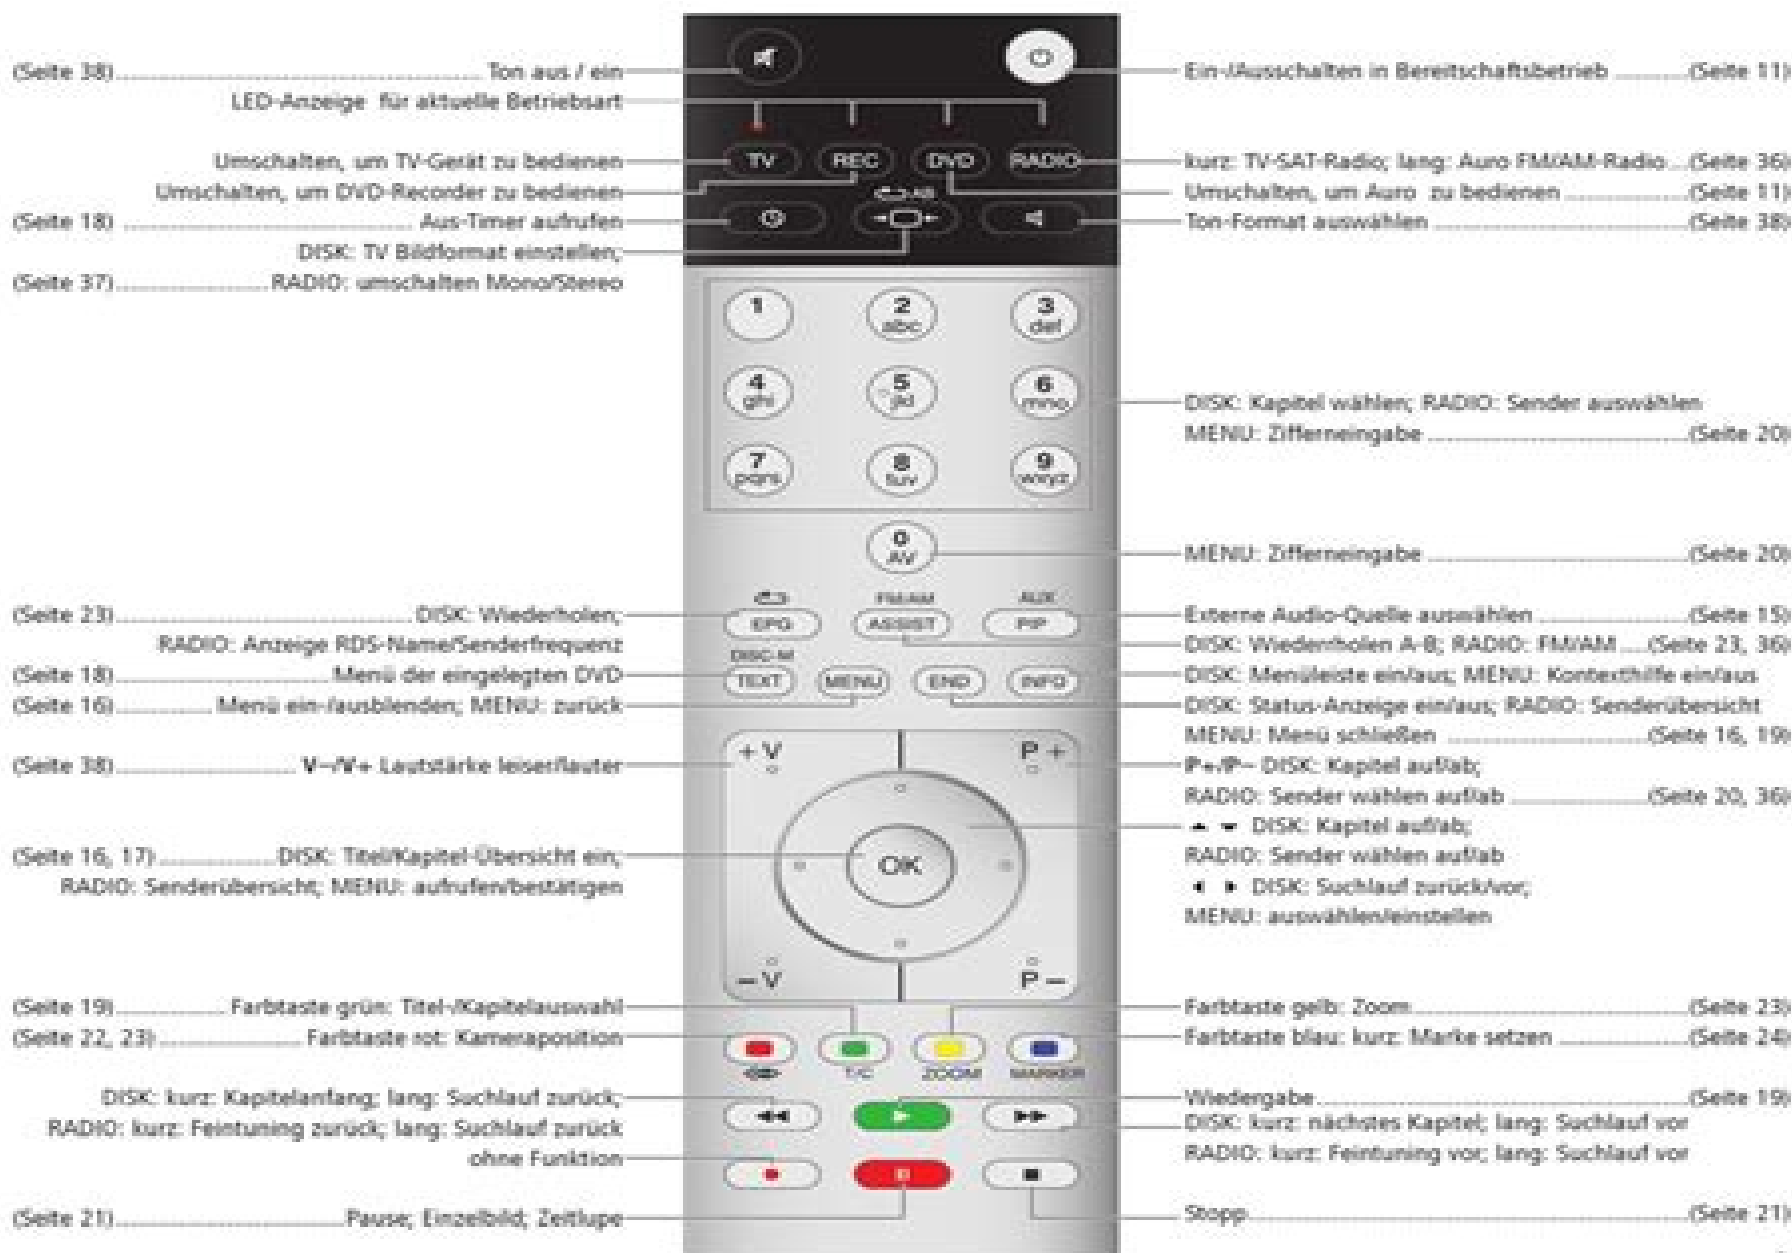 (Seite 38) Ton aus / ein
LED-Anzeige für aktuelle Betriebsart
Umschalten, um TV-Gerät zu bedienen
Umschalten, um DVD-Recorder zu bedienen
(Seite 18) Aus-Timer aufrufen
DISK: TV Bildformat einstellen;
(Seite 37) RADIO: umschalten Mono/Stereo
(Seite 23) DISK: Wiederholen;
RADIO: Anzeige RDS-Name/Senderfrequenz
(Seite 18) Menü der eingelegten DVD
(Seite 16) Menü ein-/ausblenden; MENU: zurück
(Seite 38) V–/V+ Lautstärke leiser/lauter
(Seite 16, 17) DISK: Titel/Kapitel-Übersicht ein;
RADIO: Senderübersicht; MENU: aufrufen/bestätigen
(Seite 19) Farbtaste grün: Titel-/Kapitelauswahl
(Seite 22, 23) Farbtaste rot: Kameraposition
DISK: kurz: Kapitelanfang; lang: Suchlauf zurück;
RADIO: kurz: Feintuning zurück; lang: Suchlauf zurück
ohne Funktion
(Seite 21) Pause; Einzelbild; Zeitlupe
TV REC DVD RADIO
AB
1 2 3
abc def
4 5 6
ghi jkl mno
7 8 9
pqrs tuv wxyz
0
AV
FM/AM AUX
EPG ASSIST PIP
DISC-M
TEXT MENU END INFO
+ V P +
OK
– V P –
T/C ZOOM MARKER
Ein-/Ausschalten in Bereitschaftsbetrieb (Seite 11)
kurz: TV-SAT-Radio; lang: Auro FM/AM-Radio (Seite 36)
Umschalten, um Auro zu bedienen (Seite 11)
Ton-Format auswählen (Seite 38)
DISK: Kapitel wählen; RADIO: Sender auswählen
MENU: Zifferneingabe (Seite 20)
MENU: Zifferneingabe (Seite 20)
Externe Audio-Quelle auswählen (Seite 15)
DISK: Wiederrholen A-B; RADIO: FM/AM (Seite 23, 36)
DISK: Menüleiste ein/aus; MENU: Kontexthilfe ein/aus
DISK: Status-Anzeige ein/aus; RADIO: Senderübersicht
MENU: Menü schließen (Seite 16, 19)
P+/P– DISK: Kapitel auf/ab;
RADIO: Sender wählen auf/ab (Seite 20, 36)
DISK: Kapitel auf/ab;
RADIO: Sender wählen auf/ab
DISK: Suchlauf zurück/vor;
MENU: auswählen/einstellen
Farbtaste gelb: Zoom (Seite 23)
Farbtaste blau: kurz: Marke setzen (Seite 24)
Wiedergabe (Seite 19)
DISK: kurz: nächstes Kapitel; lang: Suchlauf vor
RADIO: kurz: Feintuning vor; lang: Suchlauf vor
Stopp (Seite 21)